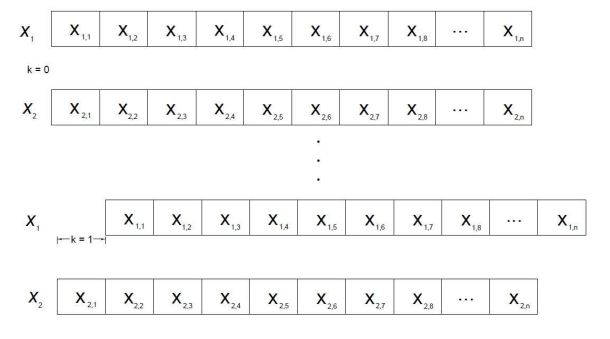 X1 X1,1 X1,2 X1,3 X1,4 X1,5 X1,6 X1,7 X1,8 ... X1,n
k = 0
X2 X2,1 X2,2 X2,3 X2,4 X2,5 X2,6 X2,7 X2,8 ... X2,n
X1 X1,1 X1,2 X1,3 X1,4 X1,5 X1,6 X1,7 X1,8 ... X1,n
k = 1
X2 X2,1 X2,2 X2,3 X2,4 X2,5 X2,6 X2,7 X2,8 ... X2,n